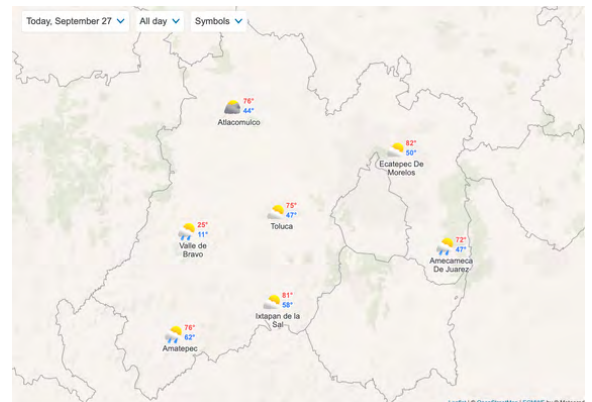 Today, September 27
All day
Symbols
76°
44°
Atlacomulco
82°
50°
Ecatepec De
Morelos
75°
47°
Toluca
25°
11°
Valle de
Bravo
72°
47°
Amecameca
De Juarez
81°
58°
Ixtapan de la
Sal
76°
62°
Amatepec